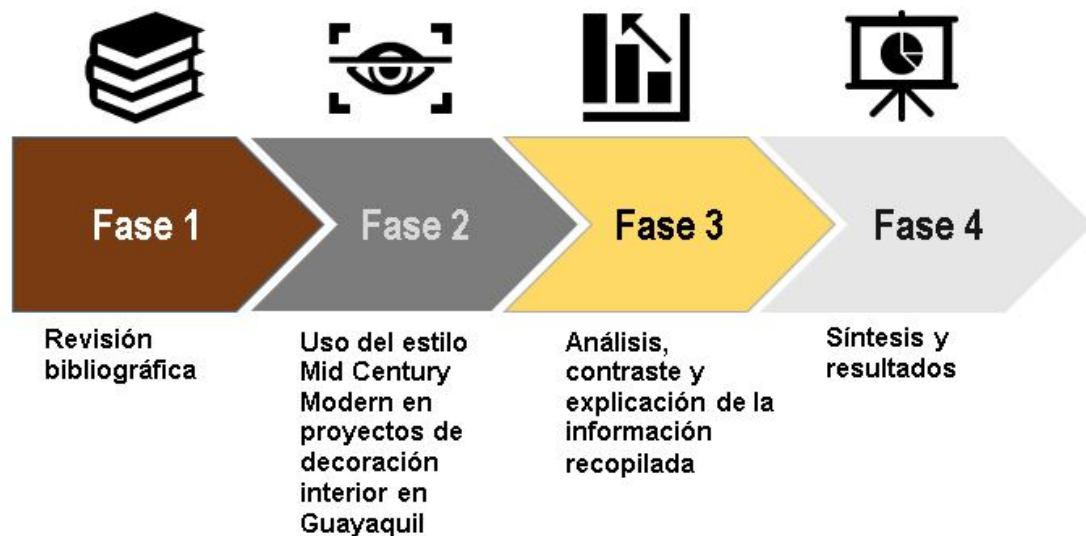 Fase 1
Revisión
bibliográfica
Fase 2
Uso del estilo
Mid Century
Modern en
proyectos de
decoración
interior en
Guayaquil
Fase 3
Análisis,
contraste y
explicación de la
información
recopilada
Fase 4
Síntesis y
resultados